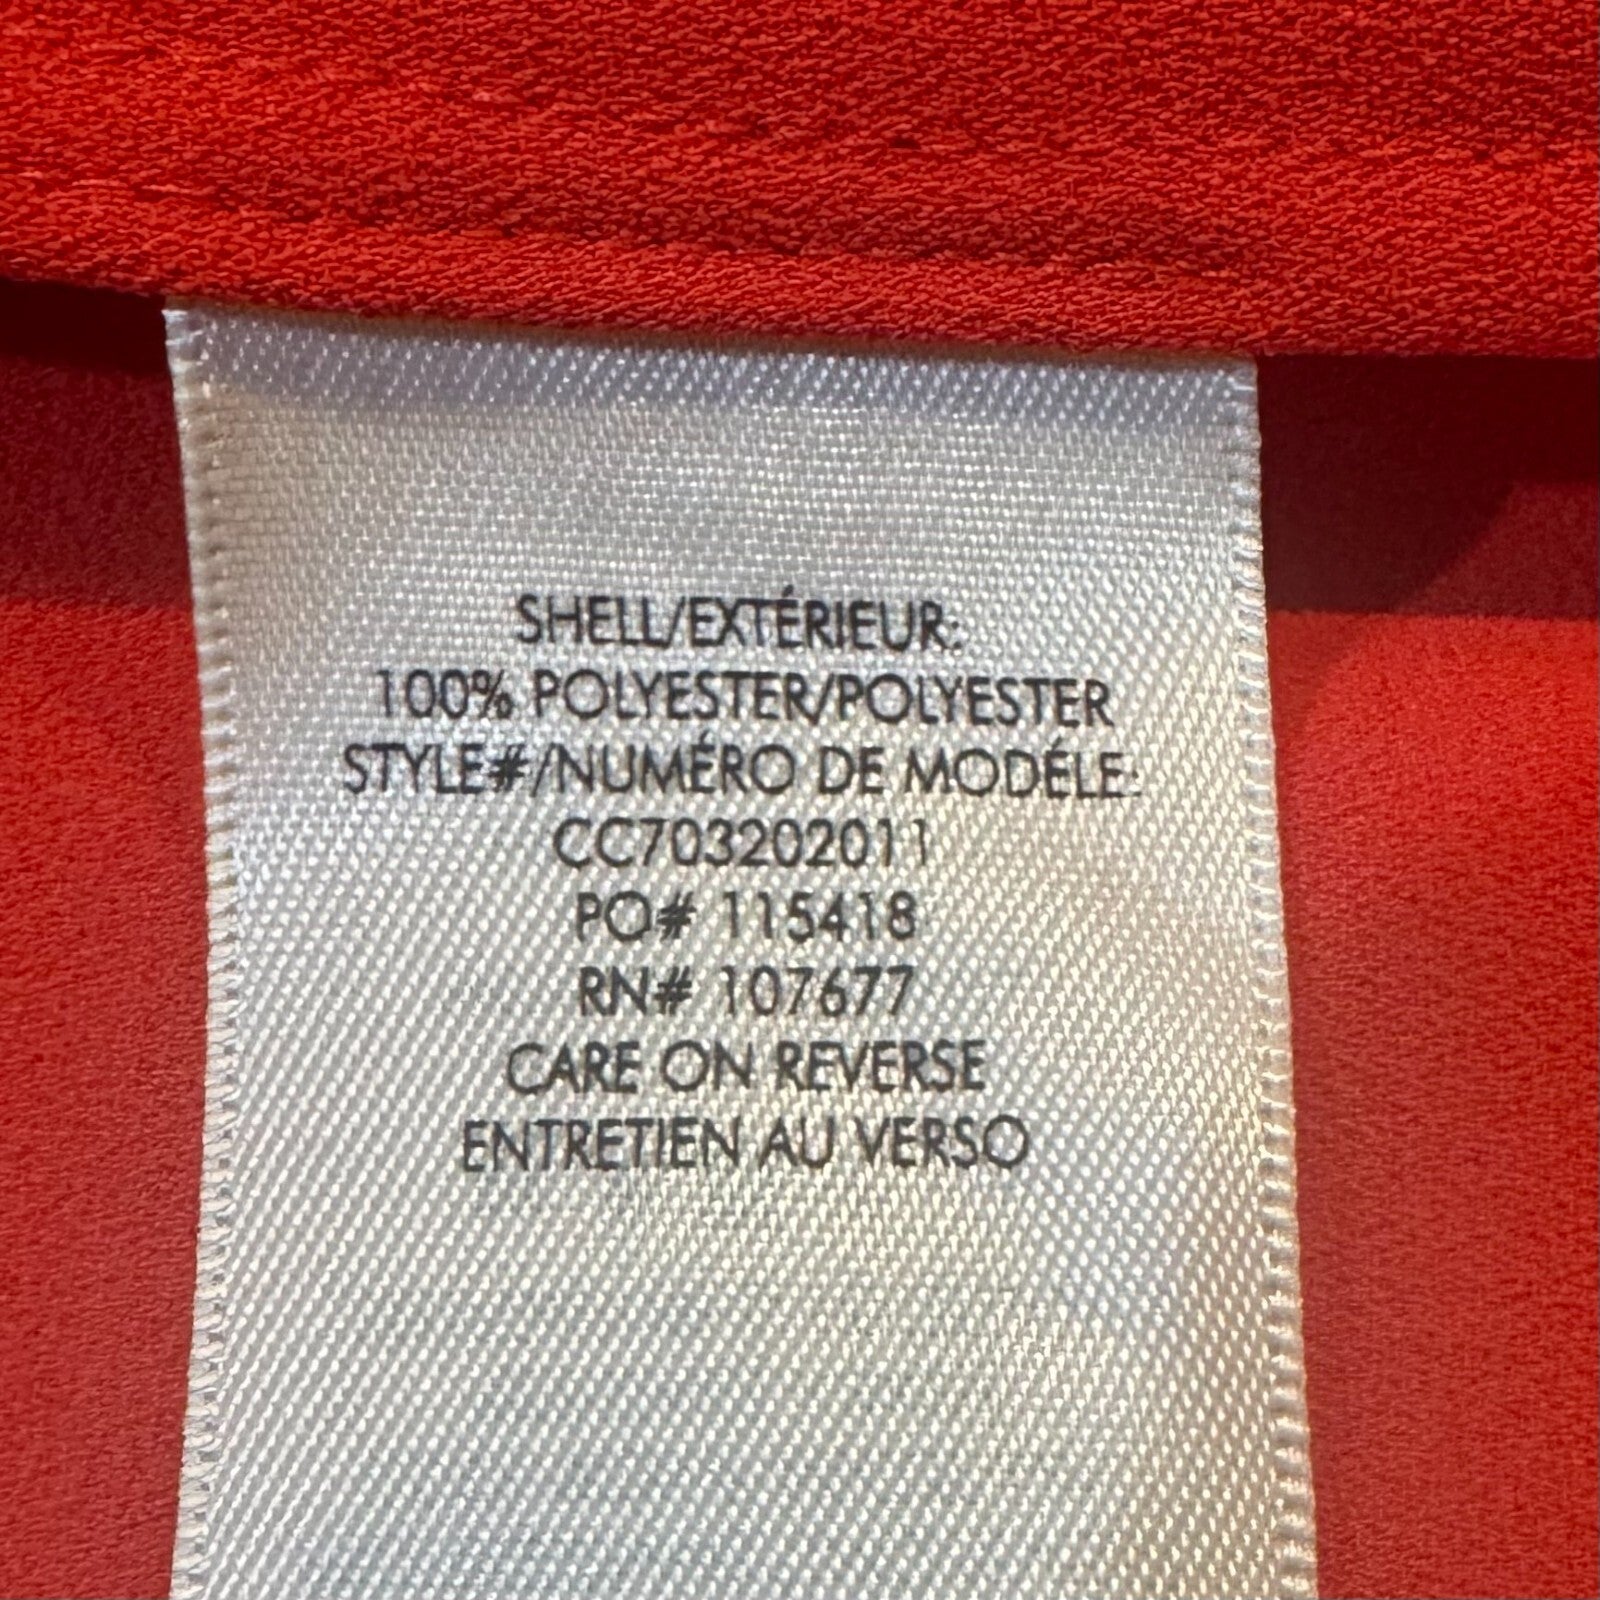 SHELL/EXTÉRIEUR:
100% POLYESTER/POLYESTER
STYLE#/NUMÉRO DE MODÉLE:
CC703202011
PO# 115418
RN# 107677
CARE ON REVERSE
ENTRETIEN AU VERSO